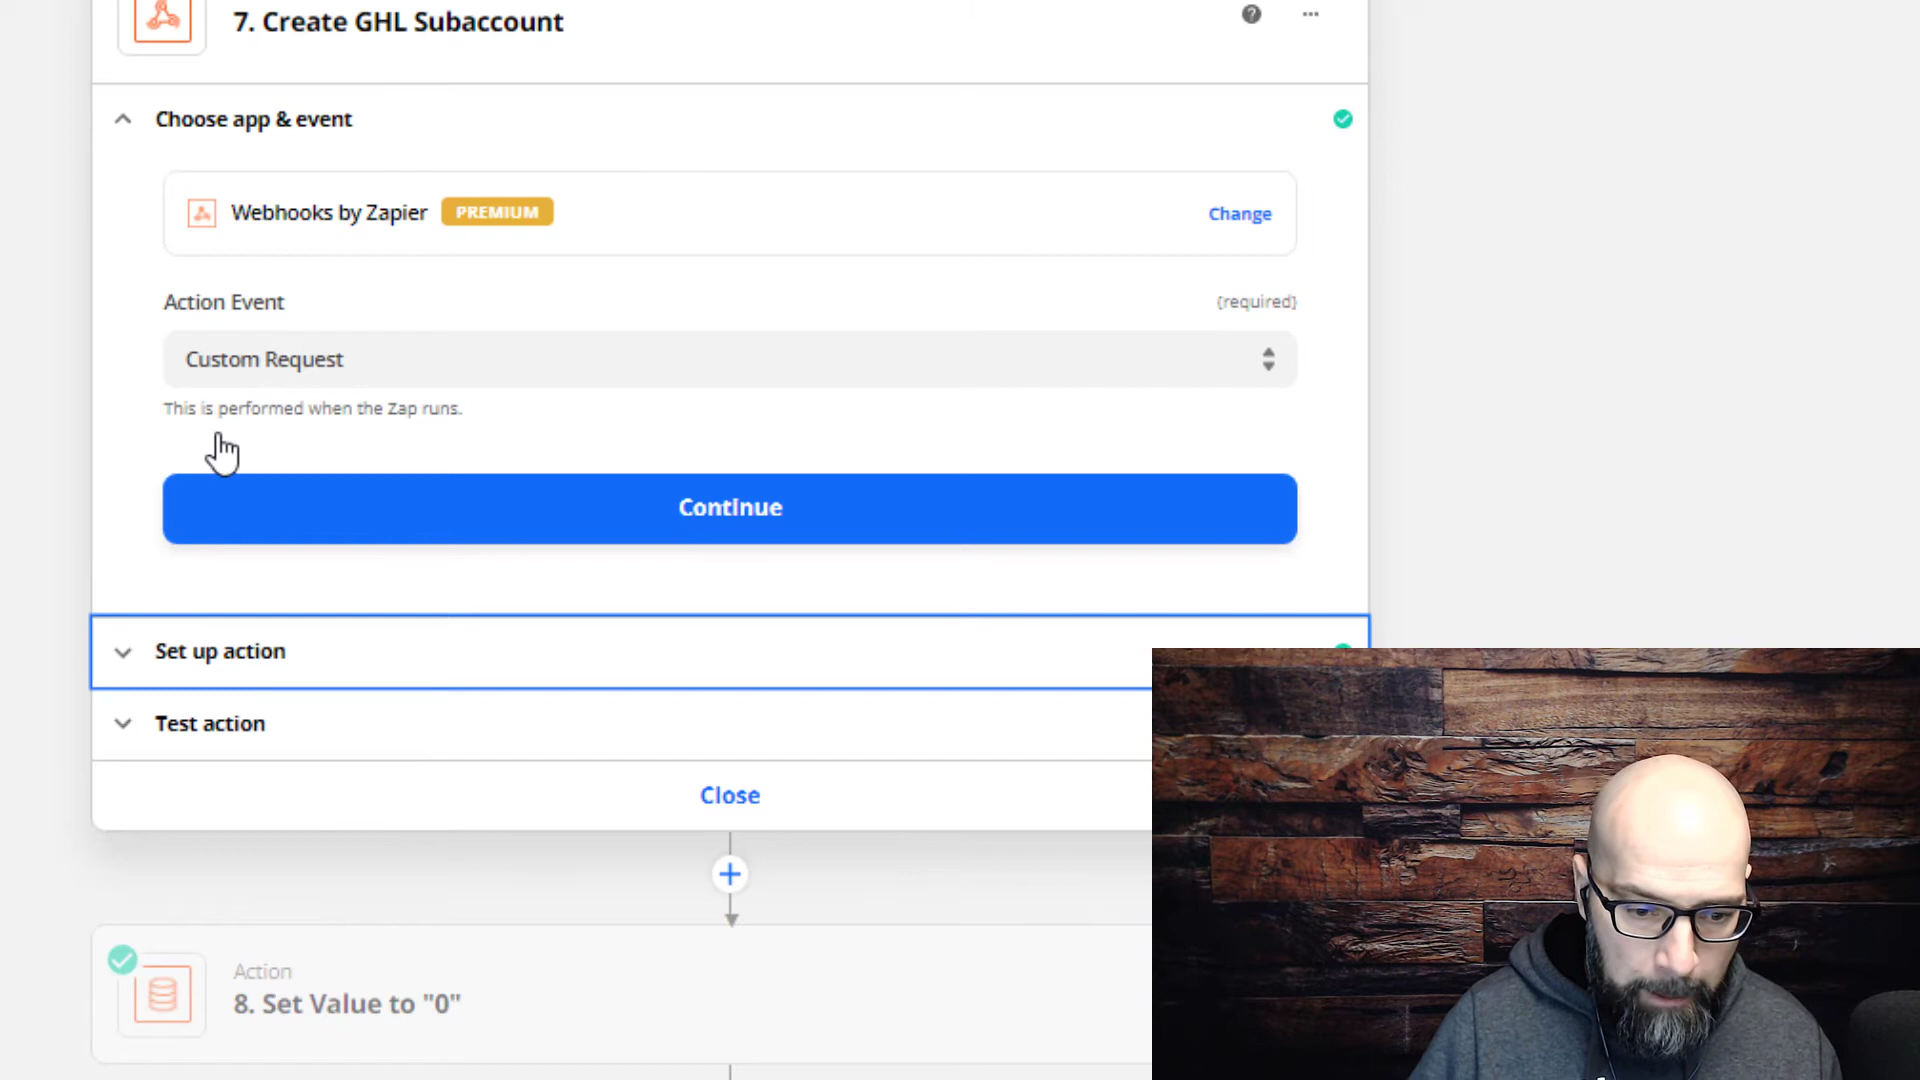 7. Create GHL Subaccount
Choose app & event
Webhooks by Zapier PREMIUM
Change
Action Event
(required)
Custom Request
This is performed when the Zap runs.
Continue
Set up action
Test action
Close
Action
8. Set Value to "0"